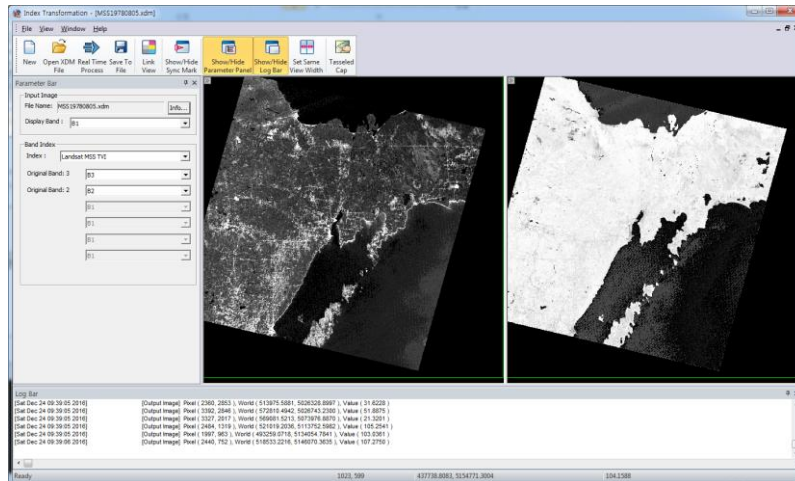 Index Transformation - [MSS19780805.xdm]
File View Window Help
New Open XDM File Real Time Process Save To File Link View Show/Hide Sync Mark Show/Hide Parameter Panel Show/Hide Log Bar Set Same View Width Tasseled Cap
Parameter Bar
Input Image
File Name: MSS19780805.xdm Info...
Display Band : B1
Band Index
Index : Landsat MSS TVI
Original Band: 3 B3
Original Band: 2 B2
B1
B1
B1
B1
Log Bar
[Sat Dec 24 09:39:05 2016] [Output Image] Pixel ( 2360, 2853 ), World ( 513975.5881, 5026328.8997 ), Value ( 31.6228 )
[Sat Dec 24 09:39:05 2016] [Output Image] Pixel ( 3392, 2846 ), World ( 572810.4942, 5026743.2300 ), Value ( 51.8875 )
[Sat Dec 24 09:39:05 2016] [Output Image] Pixel ( 3327, 2017 ), World ( 569081.5213, 5073976.8870 ), Value ( 21.3201 )
[Sat Dec 24 09:39:05 2016] [Output Image] Pixel ( 2484, 1319 ), World ( 521019.2036, 5113752.5982 ), Value ( 105.2541 )
[Sat Dec 24 09:39:05 2016] [Output Image] Pixel ( 1997, 963 ), World ( 493259.0718, 5134054.7841 ), Value ( 103.0361 )
[Sat Dec 24 09:39:06 2016] [Output Image] Pixel ( 2440, 752 ), World ( 518533.2216, 5146070.3635 ), Value ( 107.2750 )
Ready 1023, 589 437738.8083, 5154771.3004 104.1588